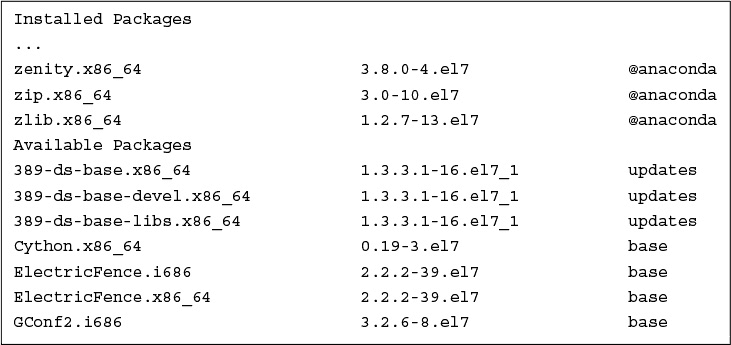 Installed Packages
...
zenity.x86_64 3.8.0-4.el7 @anaconda
zip.x86_64 3.0-10.el7 @anaconda
zlib.x86_64 1.2.7-13.el7 @anaconda
Available Packages
389-ds-base.x86_64 1.3.3.1-16.el7_1 updates
389-ds-base-devel.x86_64 1.3.3.1-16.el7_1 updates
389-ds-base-libs.x86_64 1.3.3.1-16.el7_1 updates
Cython.x86_64 0.19-3.el7 base
ElectricFence.i686 2.2.2-39.el7 base
ElectricFence.x86_64 2.2.2-39.el7 base
GConf2.i686 3.2.6-8.el7 base